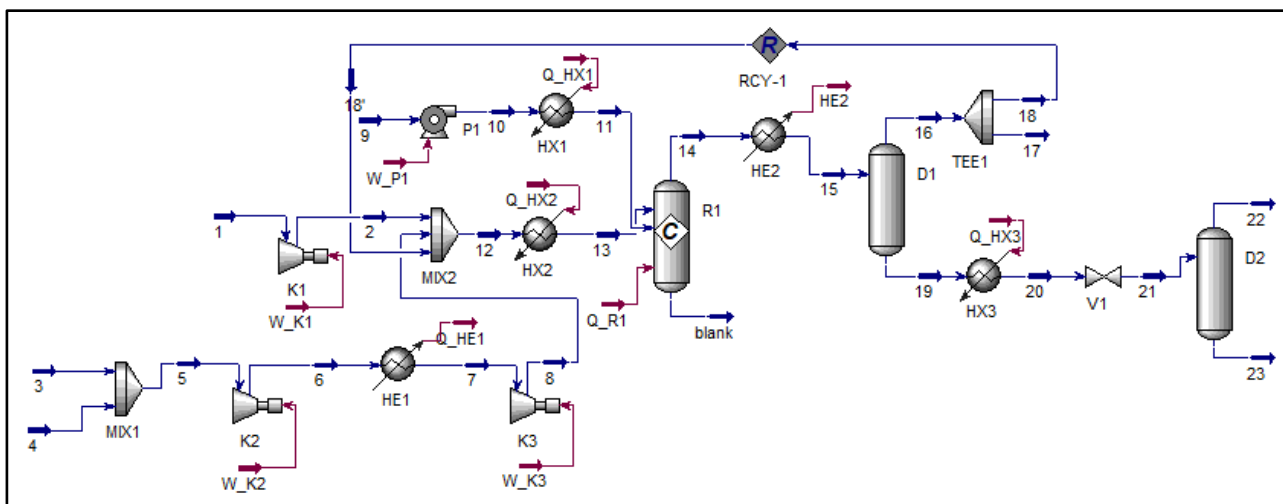 R
RCY-1
Q_HX1
HE2
18'
9
P1
10
HX1
11
14
HE2
15
16
18
17
TEE1
D1
W_P1
Q_HX2
R1
1
2
MIX2
12
HX2
13
C
Q_HX3
22
K1
W_K1
Q_R1
19
HX3
20
V1
21
D2
blank
Q_HE1
3
5
6
HE1
7
8
23
4
MIX1
K2
K3
W_K2
W_K3